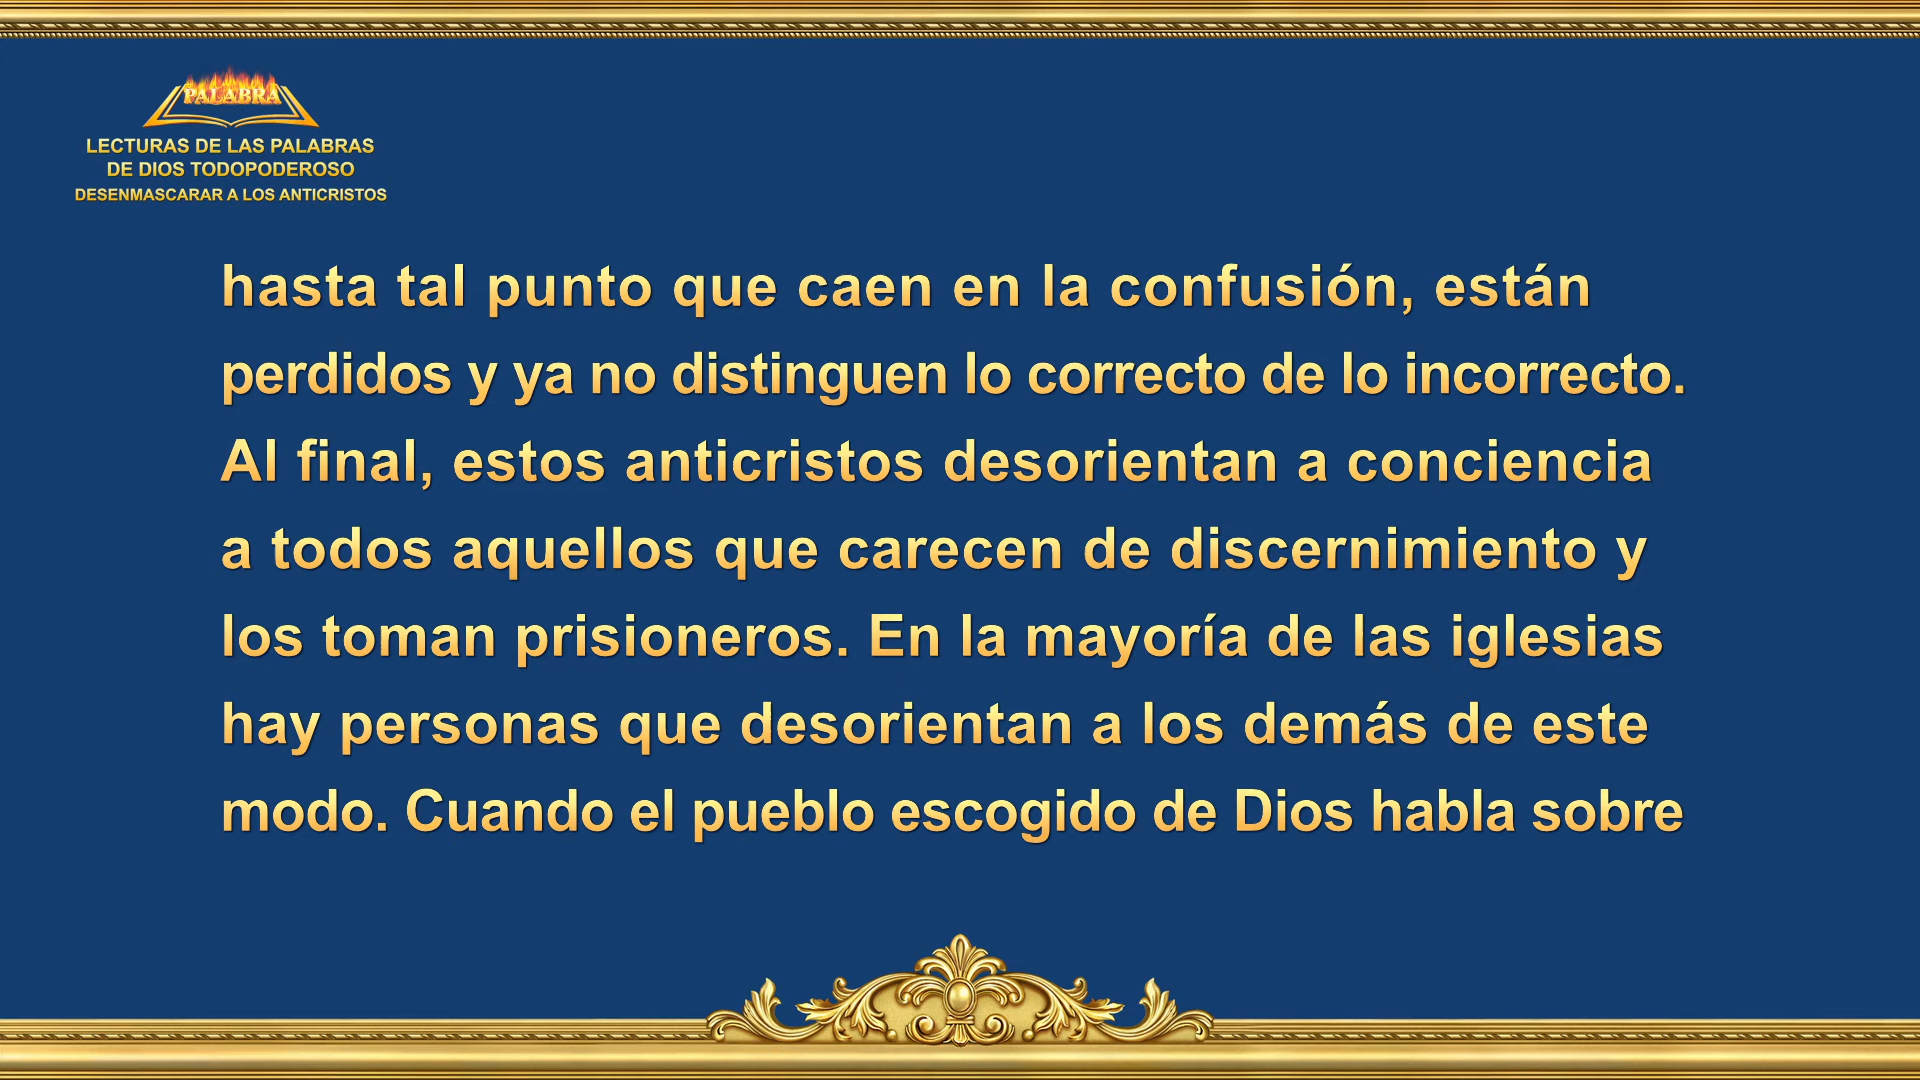 PALABRA
LECTURAS DE LAS PALABRAS
DE DIOS TODOPODEROSO
DESENMASCARAR A LOS ANTICRISTOS
hasta tal punto que caen en la confusión, están
perdidos y ya no distinguen lo correcto de lo incorrecto.
Al final, estos anticristos desorientan a conciencia
a todos aquellos que carecen de discernimiento y
los toman prisioneros. En la mayoría de las iglesias
hay personas que desorientan a los demás de este
modo. Cuando el pueblo escogido de Dios habla sobre